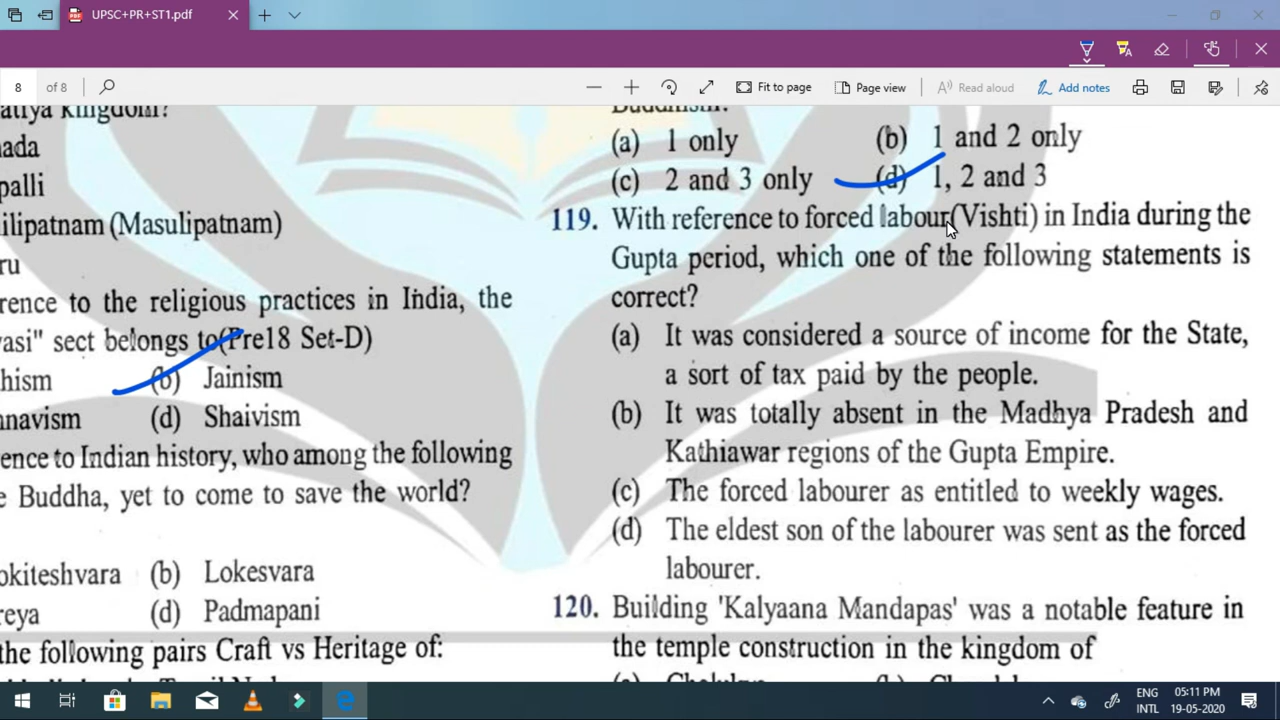 UPSC+PR+ST1.pdf
8 of 8
Fit to page
Page view
Read aloud
Add notes
ada
palli
ilipatnam (Masulipatnam)
ru
rence to the religious practices in India, the
asi" sect belongs to(Pre18 Set-D)
hism (b) Jainism
navism (d) Shaivism
ence to Indian history, who among the following
e Buddha, yet to come to save the world?
okiteshvara (b) Lokesvara
reya (d) Padmapani
the following pairs Craft vs Heritage of:
Buddhism?
(a) 1 only (b) 1 and 2 only
(c) 2 and 3 only (d) 1, 2 and 3
119. With reference to forced labour(Vishti) in India during the
Gupta period, which one of the following statements is
correct?
(a) It was considered a source of income for the State,
a sort of tax paid by the people.
(b) It was totally absent in the Madhya Pradesh and
Kathiawar regions of the Gupta Empire.
(c) The forced labourer as entitled to weekly wages.
(d) The eldest son of the labourer was sent as the forced
labourer.
120. Building 'Kalyaana Mandapas' was a notable feature in
the temple construction in the kingdom of
ENG
INTL
05:11 PM
19-05-2020